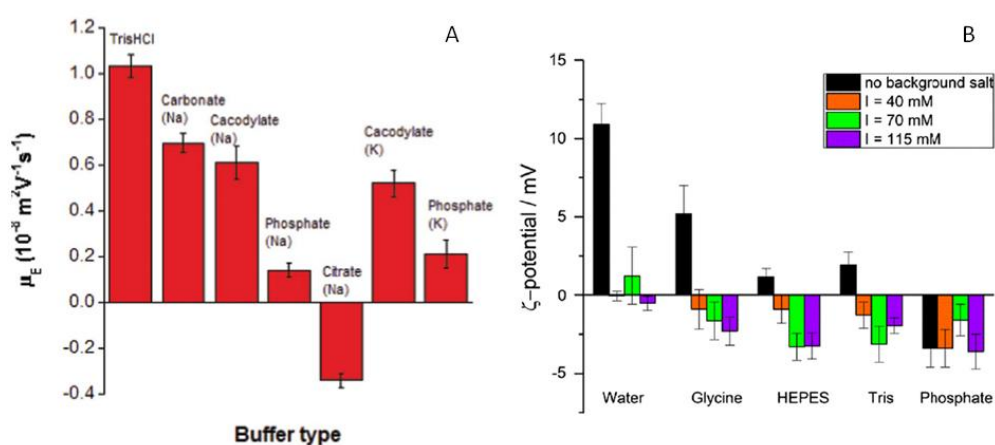 A
1.2
1.0
0.8
0.6
0.4
0.2
0.0
-0.2
-0.4
μE (10⁻⁸ m²V⁻¹s⁻¹)
TrisHCl
Carbonate
(Na)
Cacodylate
(Na)
Phosphate
(Na)
Citrate
(Na)
Cacodylate
(K)
Phosphate
(K)
Buffer type
B
15
10
5
0
-5
ζ-potential / mV
no background salt
I = 40 mM
I = 70 mM
I = 115 mM
Water
Glycine
HEPES
Tris
Phosphate